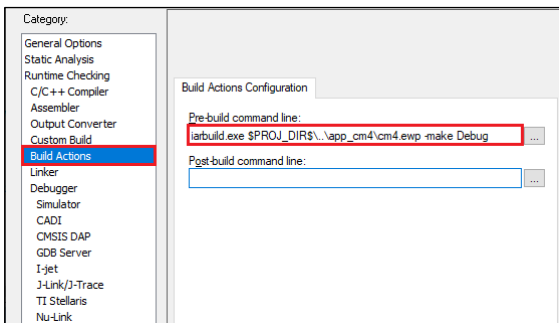 Category:
General Options
Static Analysis
Runtime Checking
C/C++ Compiler
Assembler
Output Converter
Custom Build
Build Actions
Linker
Debugger
Simulator
CADI
CMSIS DAP
GDB Server
I-jet
J-Link/J-Trace
TI Stellaris
Nu-Link
Build Actions Configuration
Pre-build command line:
iarbuild.exe $PROJ_DIR$\..\app_cm4\cm4.ewp -make Debug
...
Post-build command line:
...